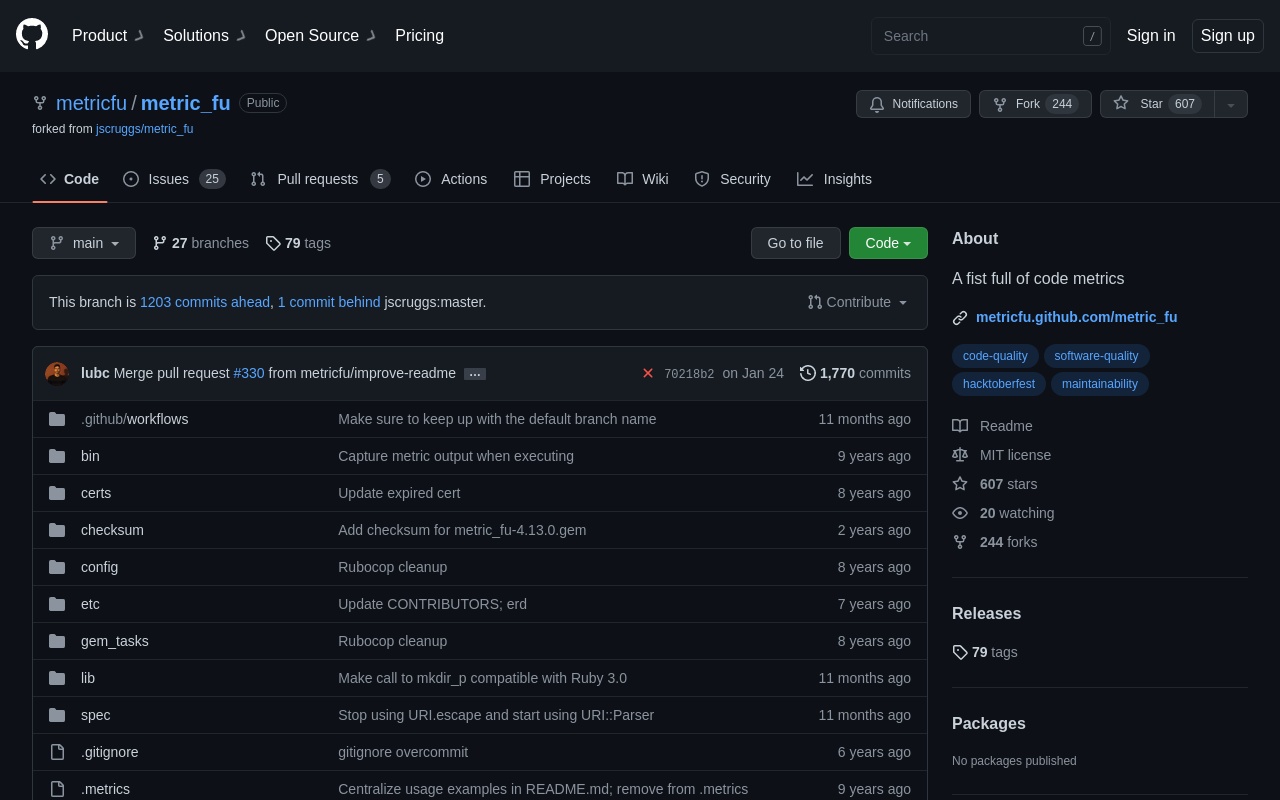 Product Solutions Open Source Pricing Search / Sign in Sign up
metricfu / metric_fu Public Notifications Fork 244 Star 607
forked from jscruggs/metric_fu
Code Issues 25 Pull requests 5 Actions Projects Wiki Security Insights
main 27 branches 79 tags Go to file Code
This branch is 1203 commits ahead, 1 commit behind jscruggs:master. Contribute
lubc Merge pull request #330 from metricfu/improve-readme … 70218b2 on Jan 24 1,770 commits
.github/workflows Make sure to keep up with the default branch name 11 months ago
bin Capture metric output when executing 9 years ago
certs Update expired cert 8 years ago
checksum Add checksum for metric_fu-4.13.0.gem 2 years ago
config Rubocop cleanup 8 years ago
etc Update CONTRIBUTORS; erd 7 years ago
gem_tasks Rubocop cleanup 8 years ago
lib Make call to mkdir_p compatible with Ruby 3.0 11 months ago
spec Stop using URI.escape and start using URI::Parser 11 months ago
.gitignore gitignore overcommit 6 years ago
.metrics Centralize usage examples in README.md; remove from .metrics 9 years ago
About
A fist full of code metrics
metricfu.github.com/metric_fu
code-quality software-quality
hacktoberfest maintainability
Readme
MIT license
607 stars
20 watching
244 forks
Releases
79 tags
Packages
No packages published